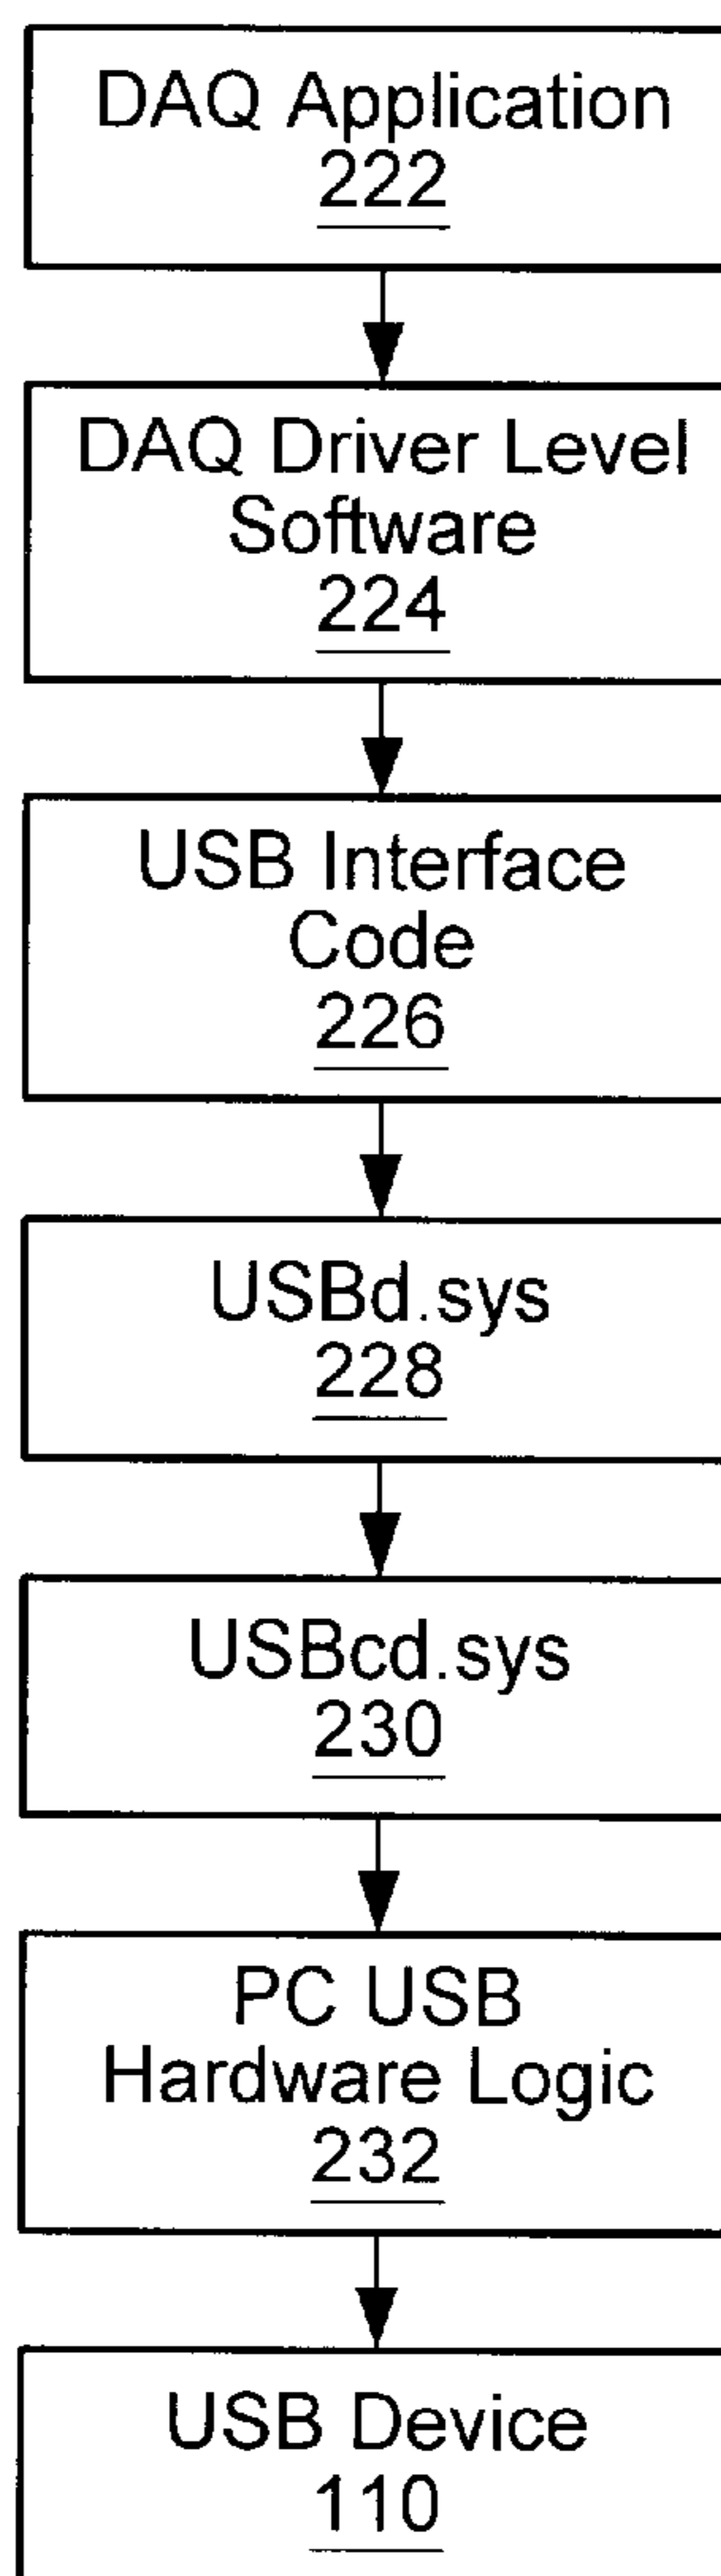 DAQ Application
222
DAQ Driver Level
Software
224
USB Interface
Code
226
USBd.sys
228
USBcd.sys
230
PC USB
Hardware Logic
232
USB Device
110